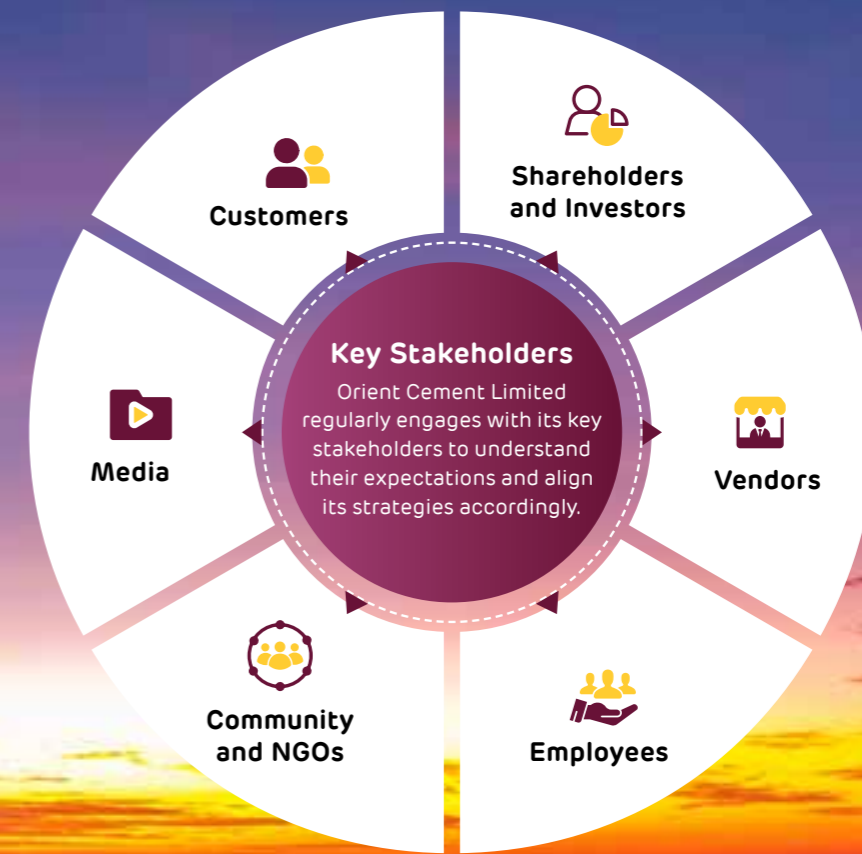 Customers
Shareholders
and Investors
Key Stakeholders
Orient Cement Limited
regularly engages with its key
stakeholders to understand
their expectations and align
its strategies accordingly.
Media
Vendors
Community
and NGOs
Employees